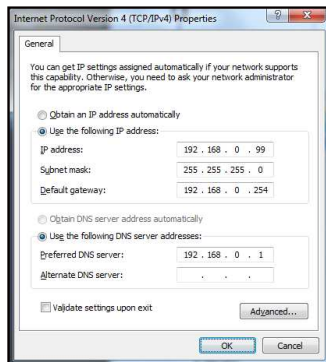 Internet Protocol Version 4 (TCP/IPv4) Properties
General
You can get IP settings assigned automatically if your network supports
this capability. Otherwise, you need to ask your network administrator
for the appropriate IP settings.
Obtain an IP address automatically
Use the following IP address:
IP address: 192 . 168 . 0 . 99
Subnet mask: 255 . 255 . 255 . 0
Default gateway: 192 . 168 . 0 . 254
Obtain DNS server address automatically
Use the following DNS server addresses:
Preferred DNS server: 192 . 168 . 0 . 1
Alternate DNS server: . . .
Validate settings upon exit
Advanced...
OK Cancel